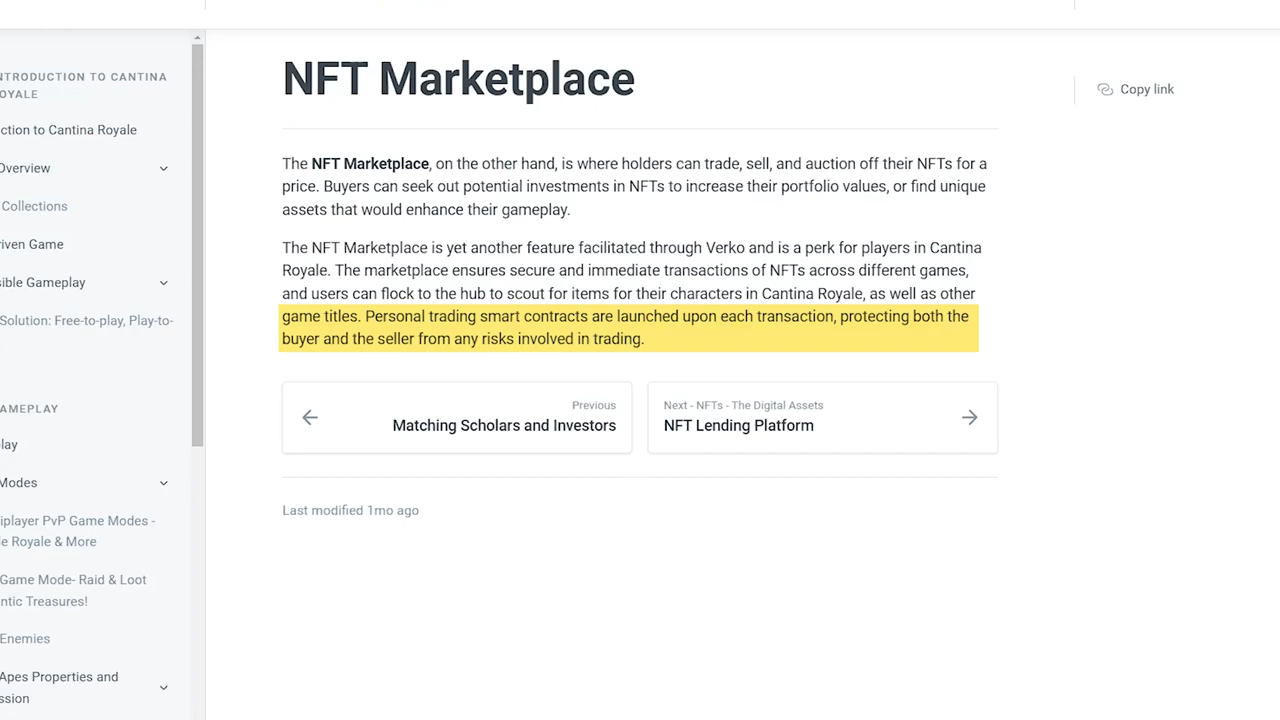 NTRODUCTION TO CANTINA
OYALE
ction to Cantina Royale
Overview
Collections
riven Game
sible Gameplay
Solution: Free-to-play, Play-to-
AMEPLAY
lay
Modes
iplayer PvP Game Modes -
le Royale & More
Game Mode- Raid & Loot
ntic Treasures!
Enemies
Apes Properties and
ssion
NFT Marketplace
The NFT Marketplace, on the other hand, is where holders can trade, sell, and auction off their NFTs for a
price. Buyers can seek out potential investments in NFTs to increase their portfolio values, or find unique
assets that would enhance their gameplay.
The NFT Marketplace is yet another feature facilitated through Verko and is a perk for players in Cantina
Royale. The marketplace ensures secure and immediate transactions of NFTs across different games,
and users can flock to the hub to scout for items for their characters in Cantina Royale, as well as other
game titles. Personal trading smart contracts are launched upon each transaction, protecting both the
buyer and the seller from any risks involved in trading.
Previous
Matching Scholars and Investors
Next - NFTs - The Digital Assets
NFT Lending Platform
Last modified 1mo ago
Copy link